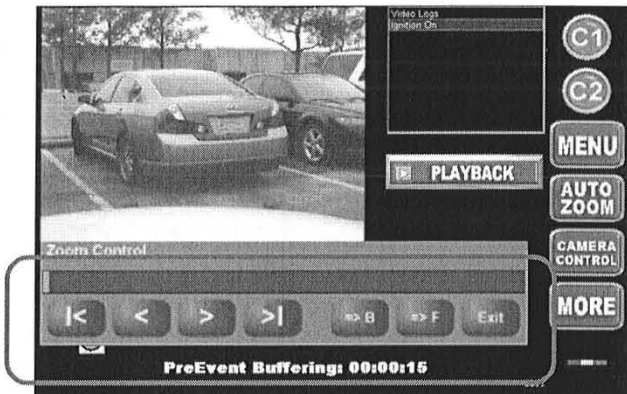 Video Logs
Ignition On
C1
C2
MENU
PLAYBACK
AUTO ZOOM
CAMERA CONTROL
Zoom Control
|<
<
>
>|
=> B
=> F
Exit
MORE
PreEvent Buffering: 00:00:15